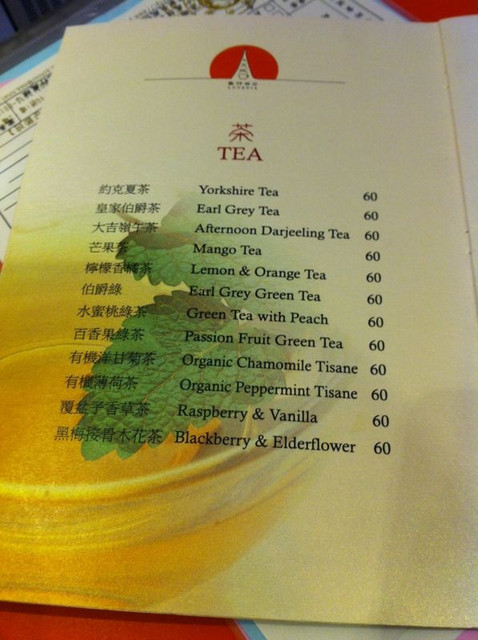 茶
TEA
約克夏茶 Yorkshire Tea 60
皇家伯爵茶 Earl Grey Tea 60
大吉嶺午茶 Afternoon Darjeeling Tea 60
芒果茶 Mango Tea 60
檸檬香橘茶 Lemon & Orange Tea 60
伯爵綠 Earl Grey Green Tea 60
水蜜桃綠茶 Green Tea with Peach 60
百香果綠茶 Passion Fruit Green Tea 60
有機洋甘菊茶 Organic Chamomile Tisane 60
有機薄荷茶 Organic Peppermint Tisane 60
覆盆子香草茶 Raspberry & Vanilla 60
黑梅接骨木花茶 Blackberry & Elderflower 60